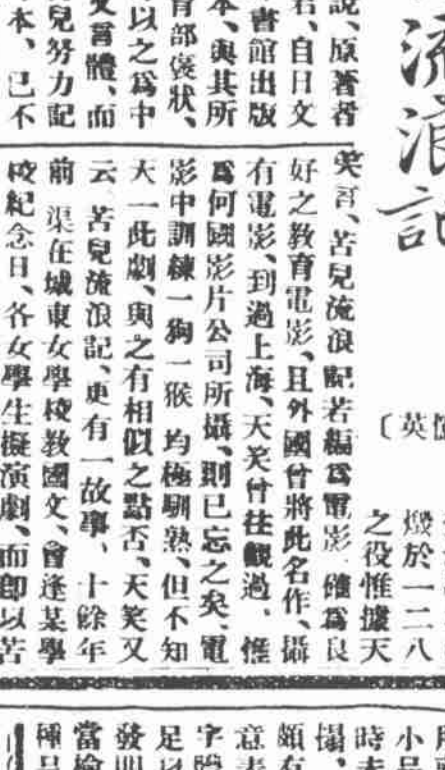 流浪記
〔英
燬於一二八
之役惟據天
說、原著者
君、自日文
書館出版
本、與其所
育部褒狀、
以之爲中
文言體、而
兒努力記
本、已不
笑言、苦兒流浪記若編爲電影、確爲良
好之教育電影、且外國曾將此名作、攝
有電影、到過上海、天笑曾往觀過、惟
爲何國影片公司所攝、則已忘之矣、電
影中訓練一狗一猴 均極馴熟、但不知
大一此劇、與之有相似之點否、天笑又
云 苦兒流浪記、更有一故事、十餘年
前 渠在城東女學校教國文、會逢某學
校紀念日、各女學生擬演劇、而卽以苦
小品
時未
攝、
頗有
意
字
足以
發明
當
種